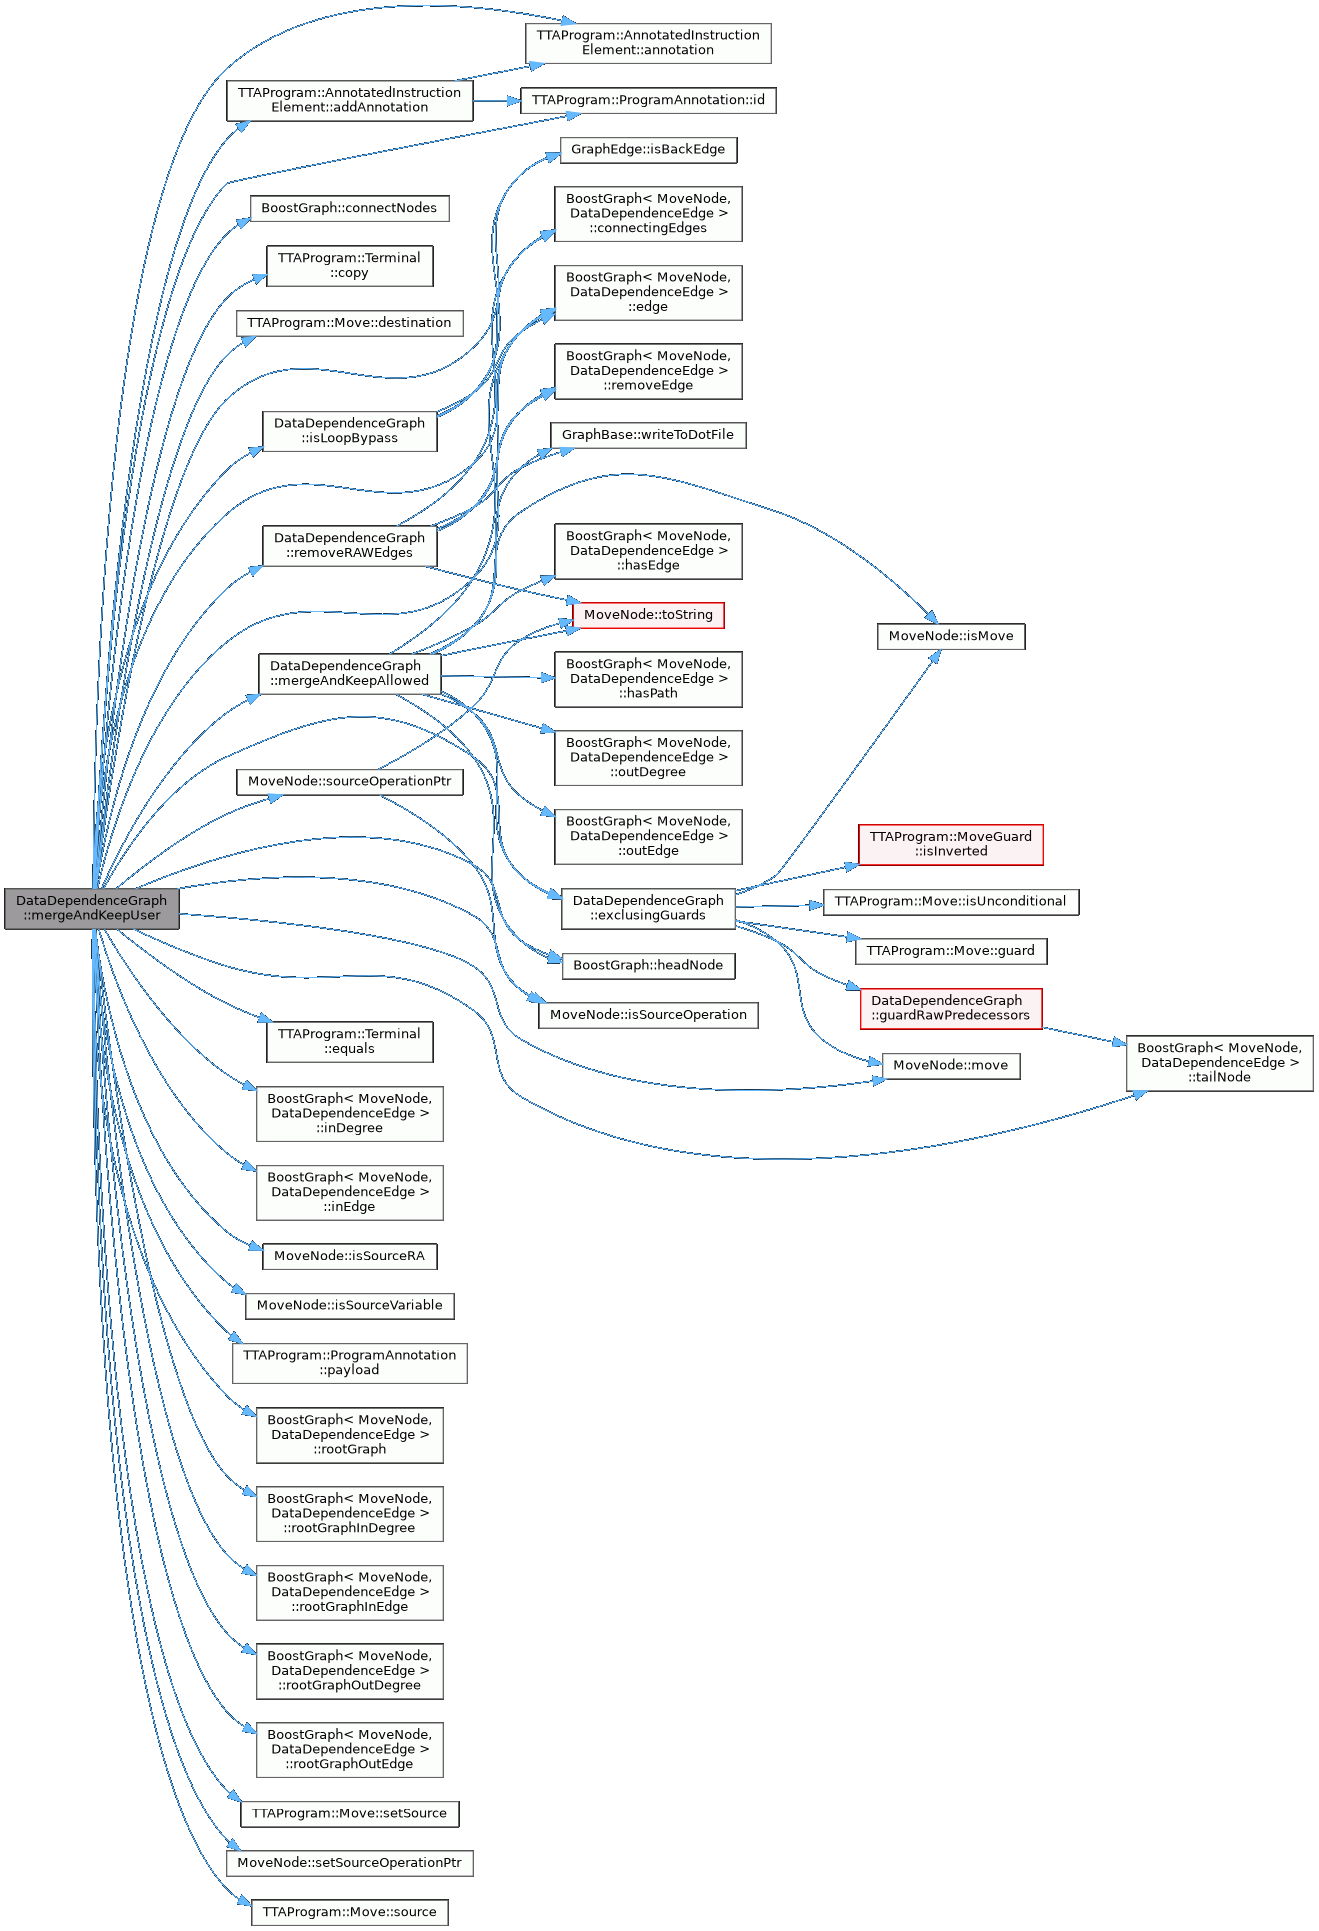 TTAProgram::AnnotatedInstruction
Element::annotation
TTAProgram::AnnotatedInstruction
Element::addAnnotation
TTAProgram::ProgramAnnotation::id
GraphEdge::isBackEdge
BoostGraph::connectNodes
BoostGraph< MoveNode,
DataDependenceEdge >
::connectingEdges
TTAProgram::Terminal
::copy
BoostGraph< MoveNode,
DataDependenceEdge >
::edge
TTAProgram::Move::destination
BoostGraph< MoveNode,
DataDependenceEdge >
::removeEdge
DataDependenceGraph
::isLoopBypass
GraphBase::writeToDotFile
DataDependenceGraph
::removeRAWEdges
BoostGraph< MoveNode,
DataDependenceEdge >
::hasEdge
MoveNode::toString
MoveNode::isMove
DataDependenceGraph
::mergeAndKeepAllowed
BoostGraph< MoveNode,
DataDependenceEdge >
::hasPath
BoostGraph< MoveNode,
DataDependenceEdge >
::outDegree
MoveNode::sourceOperationPtr
BoostGraph< MoveNode,
DataDependenceEdge >
::outEdge
TTAProgram::MoveGuard
::isInverted
DataDependenceGraph
::mergeAndKeepUser
DataDependenceGraph
::exclusingGuards
TTAProgram::Move::isUnconditional
TTAProgram::Move::guard
BoostGraph::headNode
DataDependenceGraph
::guardRawPredecessors
MoveNode::isSourceOperation
TTAProgram::Terminal
::equals
MoveNode::move
BoostGraph< MoveNode,
DataDependenceEdge >
::tailNode
BoostGraph< MoveNode,
DataDependenceEdge >
::inDegree
BoostGraph< MoveNode,
DataDependenceEdge >
::inEdge
MoveNode::isSourceRA
MoveNode::isSourceVariable
TTAProgram::ProgramAnnotation
::payload
BoostGraph< MoveNode,
DataDependenceEdge >
::rootGraph
BoostGraph< MoveNode,
DataDependenceEdge >
::rootGraphInDegree
BoostGraph< MoveNode,
DataDependenceEdge >
::rootGraphInEdge
BoostGraph< MoveNode,
DataDependenceEdge >
::rootGraphOutDegree
BoostGraph< MoveNode,
DataDependenceEdge >
::rootGraphOutEdge
TTAProgram::Move::setSource
MoveNode::setSourceOperationPtr
TTAProgram::Move::source